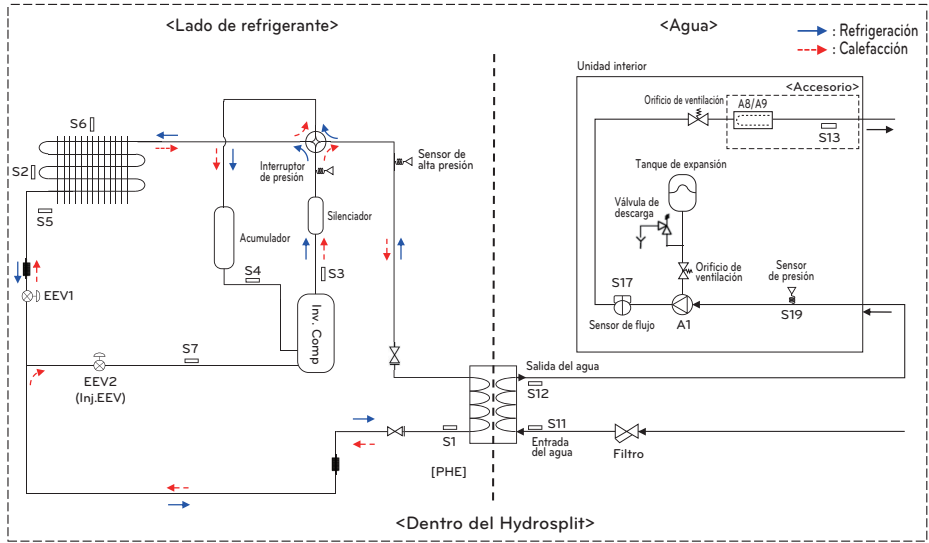 <Lado de refrigerante>
<Agua>
: Refrigeración
: Calefacción
Unidad interior
<Accesorio>
Orificio de ventilación
A8/A9
S13
S6
S2
S5
Interruptor
de presión
Sensor de
alta presión
Silenciador
Acumulador
S4
S3
Inv. Comp
EEV1
EEV2
(Inj.EEV)
S7
Tanque de expansión
Válvula de
descarga
Orificio de
ventilación
S17
Sensor de flujo
A1
Sensor
de presión
S19
Salida del agua
S12
S11
Entrada
del agua
Filtro
S1
[PHE]
<Dentro del Hydrosplit>